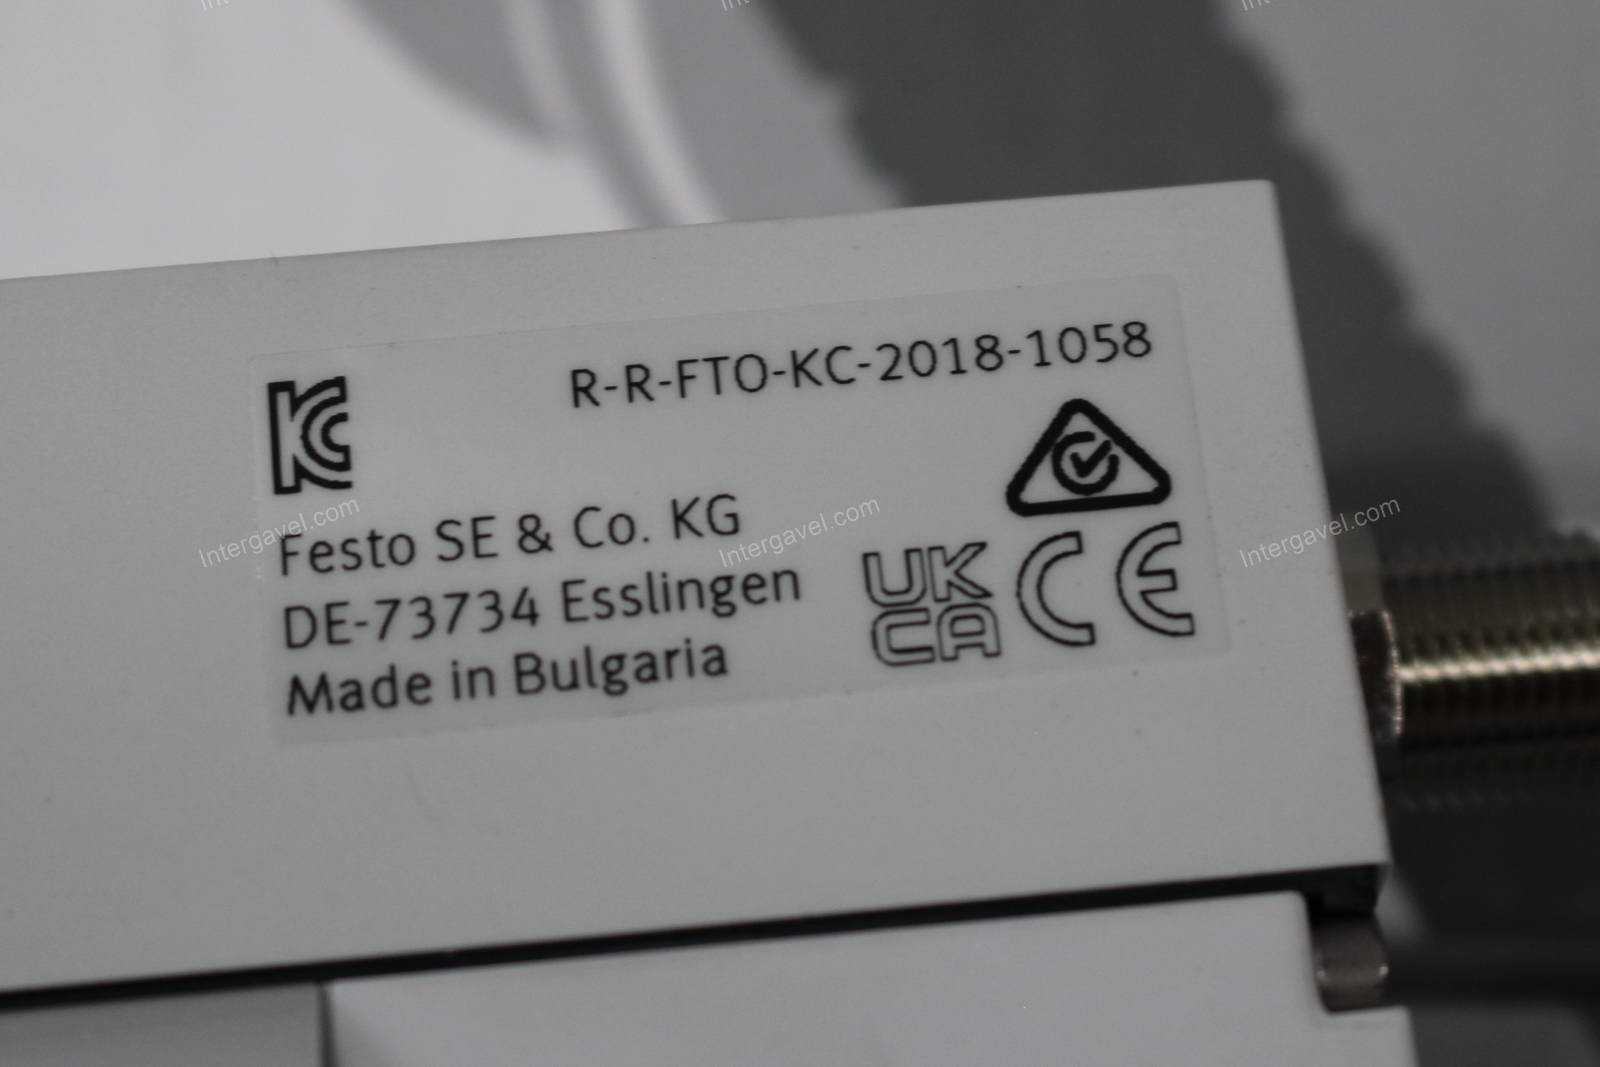 R-R-FTO-KC-2018-1058
KC
Festo SE & Co. KG
DE-73734 Esslingen
Made in Bulgaria
UK
CA
CE
Intergavel.com
Intergavel.com
Intergavel.com